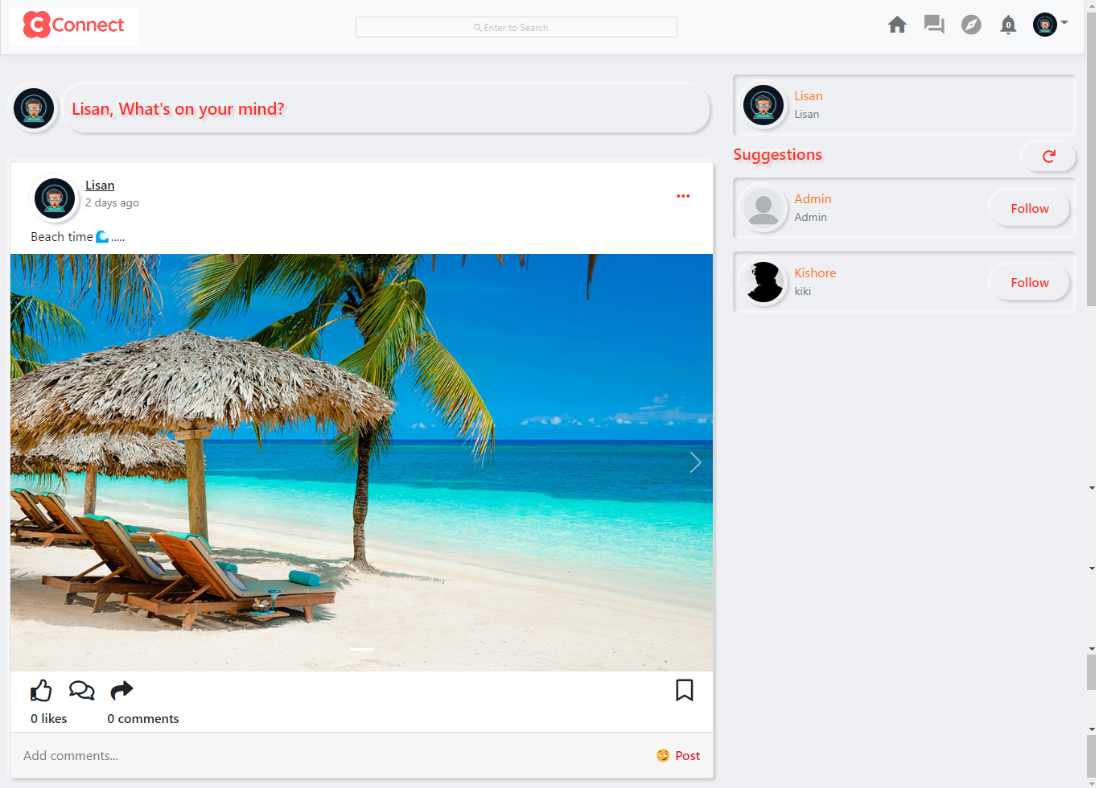 Connect
Enter to Search
0
Lisan, What's on your mind?
Lisan
2 days ago
Beach time🌊.....
0 likes
0 comments
Add comments...
🙄 Post
Lisan
Lisan
Suggestions
Admin
Admin
Follow
Kishore
kiki
Follow